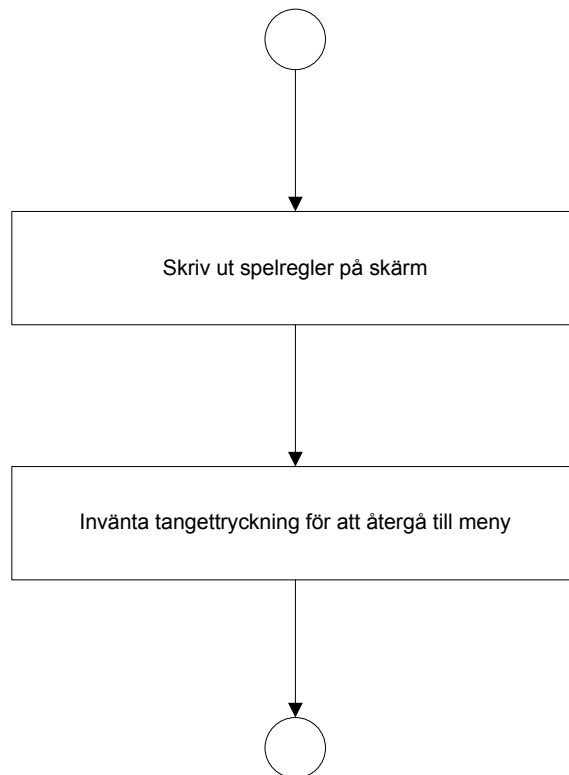 Skriv ut spelregler på skärm
Invänta tangettryckning för att återgå till meny